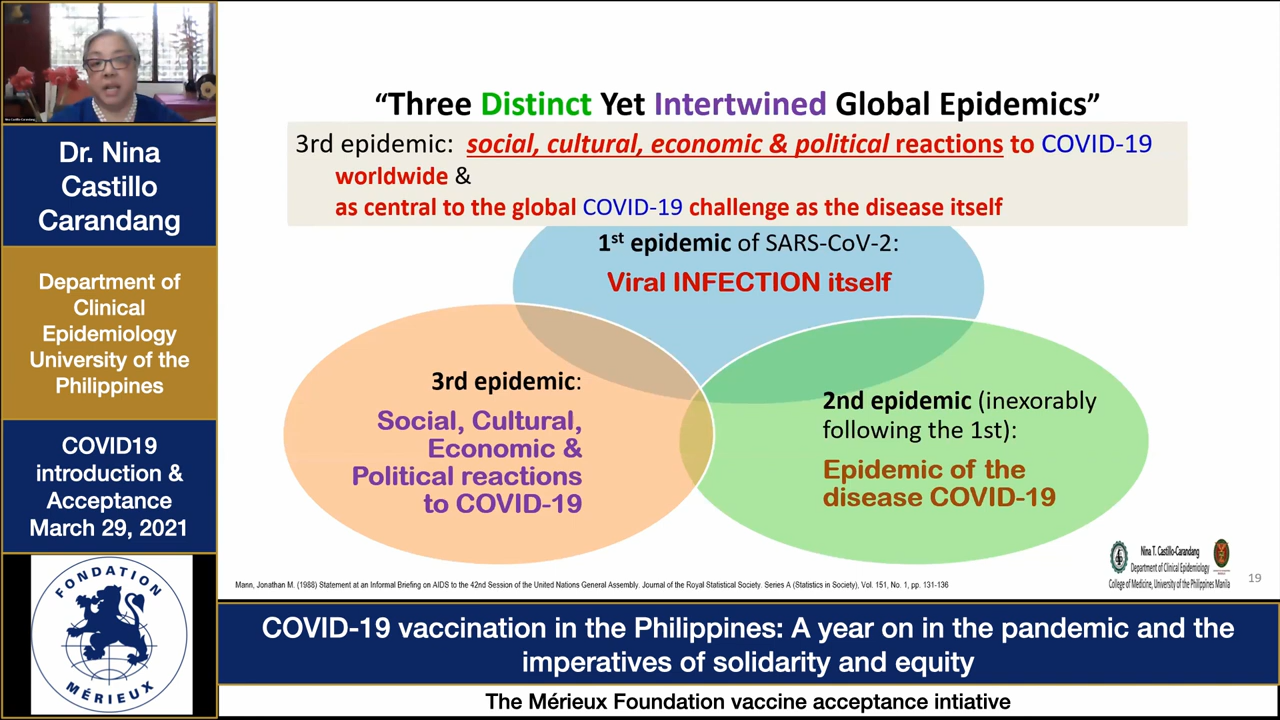 Dr. Nina
Castillo
Carandang
Department of
Clinical
Epidemiology
University of the
Philippines
COVID19
introduction &
Acceptance
March 29, 2021
FONDATION
MÉRIEUX
“Three Distinct Yet Intertwined Global Epidemics”
3rd epidemic: social, cultural, economic & political reactions to COVID-19
worldwide &
as central to the global COVID-19 challenge as the disease itself
1st epidemic of SARS-CoV-2:
Viral INFECTION itself
3rd epidemic:
Social, Cultural,
Economic &
Political reactions
to COVID-19
2nd epidemic (inexorably
following the 1st):
Epidemic of the
disease COVID-19
Nina T. Castillo-Carandang
Department of Clinical Epidemiology
College of Medicine, University of the Philippines Manila
19
Mann, Jonathan M. (1988) Statement at an Informal Briefing on AIDS to the 42nd Session of the United Nations General Assembly. Journal of the Royal Statistical Society. Series A (Statistics in Society), Vol. 151, No. 1, pp. 131-136
COVID-19 vaccination in the Philippines: A year on in the pandemic and the
imperatives of solidarity and equity
The Mérieux Foundation vaccine acceptance intiative